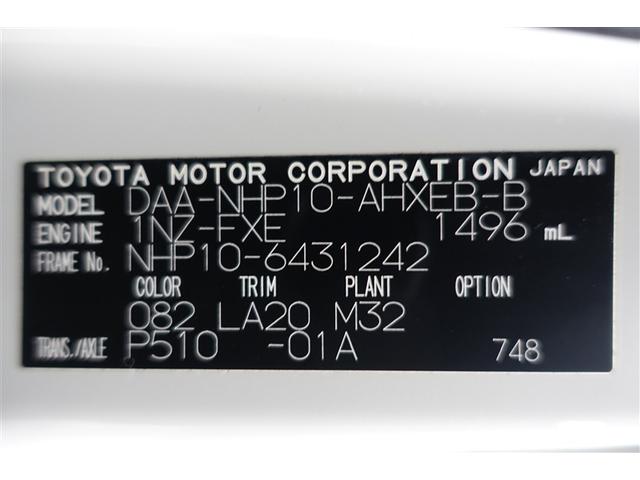 TOYOTA MOTOR CORPORATION JAPAN
MODEL DAA-NHP10-AHXEB-B
ENGINE 1NZ-FXE 1496 mL
FRAME No. NHP10-6431242
COLOR TRIM PLANT OPTION
082 LA20 M32
TRANS./AXLE P510 -01A 748